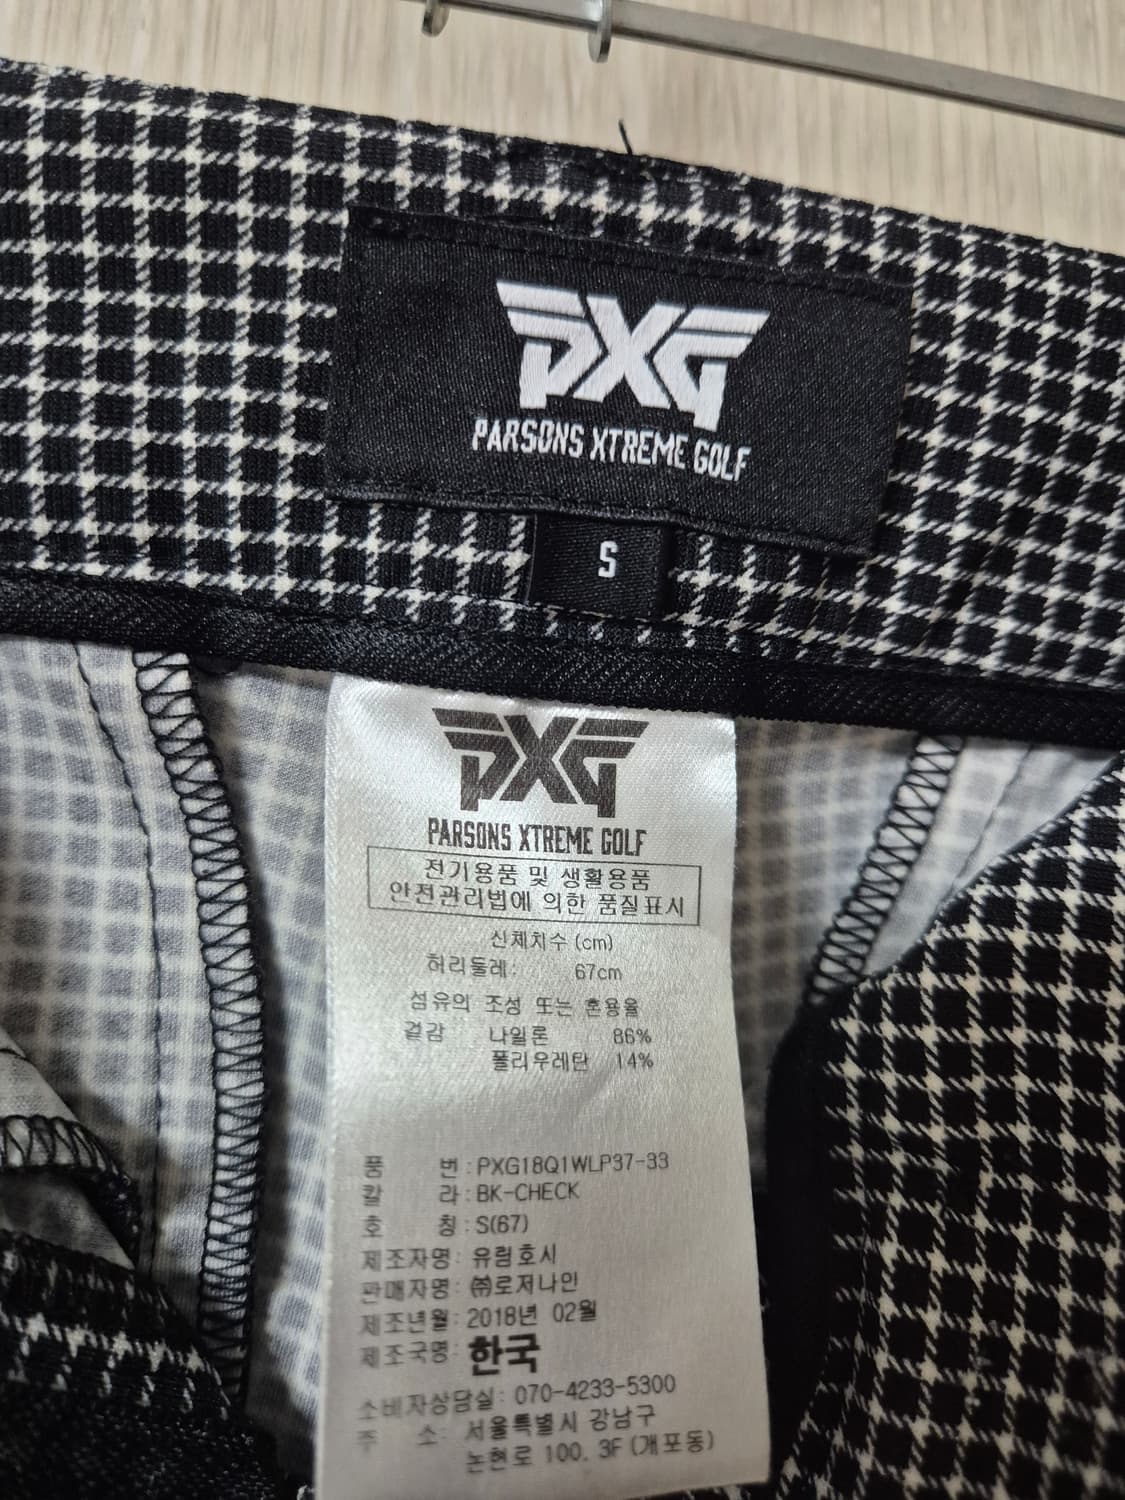 PXG
PARSONS XTREME GOLF
S
PXG
PARSONS XTREME GOLF
전기용품 및 생활용품
안전관리법에 의한 품질표시
신체치수 (cm)
허리둘레: 67cm
섬유의 조성 또는 혼용율
겉감 나일론 86%
폴리우레탄 14%
품 번 : PXG18Q1WLP37-33
칼 라 : BK-CHECK
호 칭 : S(67)
제조자명: 유림호시
판매자명: ㈜로저나인
제조년월: 2018년 02월
제조국명: 한국
소비자상담실: 070-4233-5300
주 소: 서울특별시 강남구
논현로 100, 3F (개포동)